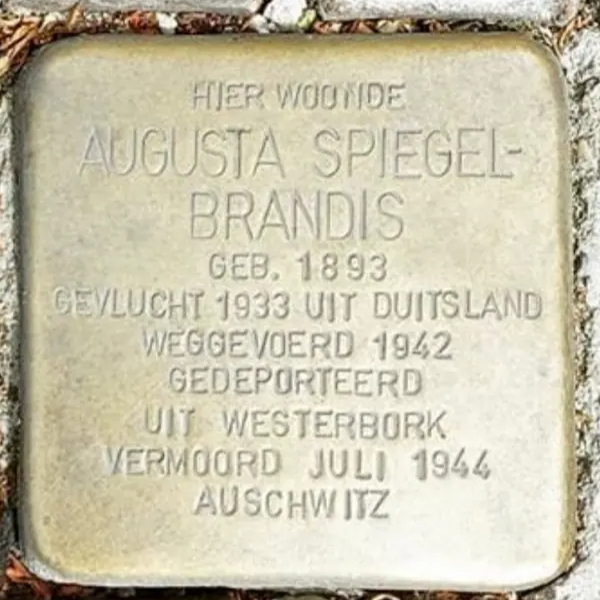 HIER WOONDE
AUGUSTA SPIEGEL-
BRANDIS
GEB. 1893
GEVLUCHT 1933 UIT DUITSLAND
WEGGEVOERD 1942
GEDEPORTEERD
UIT WESTERBORK
VERMOORD JULI 1944
AUSCHWITZ